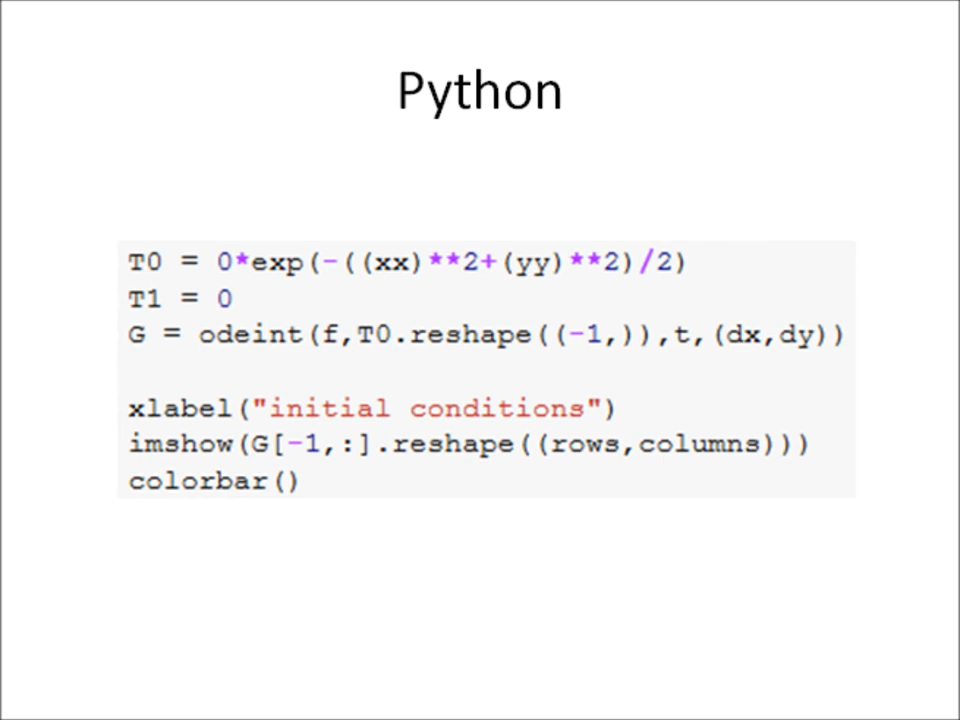 Python
T0 = 0*exp(-((xx)**2+(yy)**2)/2)
T1 = 0
G = odeint(f,T0.reshape((-1,)),t,(dx,dy))
xlabel("initial conditions")
imshow(G[-1,:].reshape((rows,columns)))
colorbar()